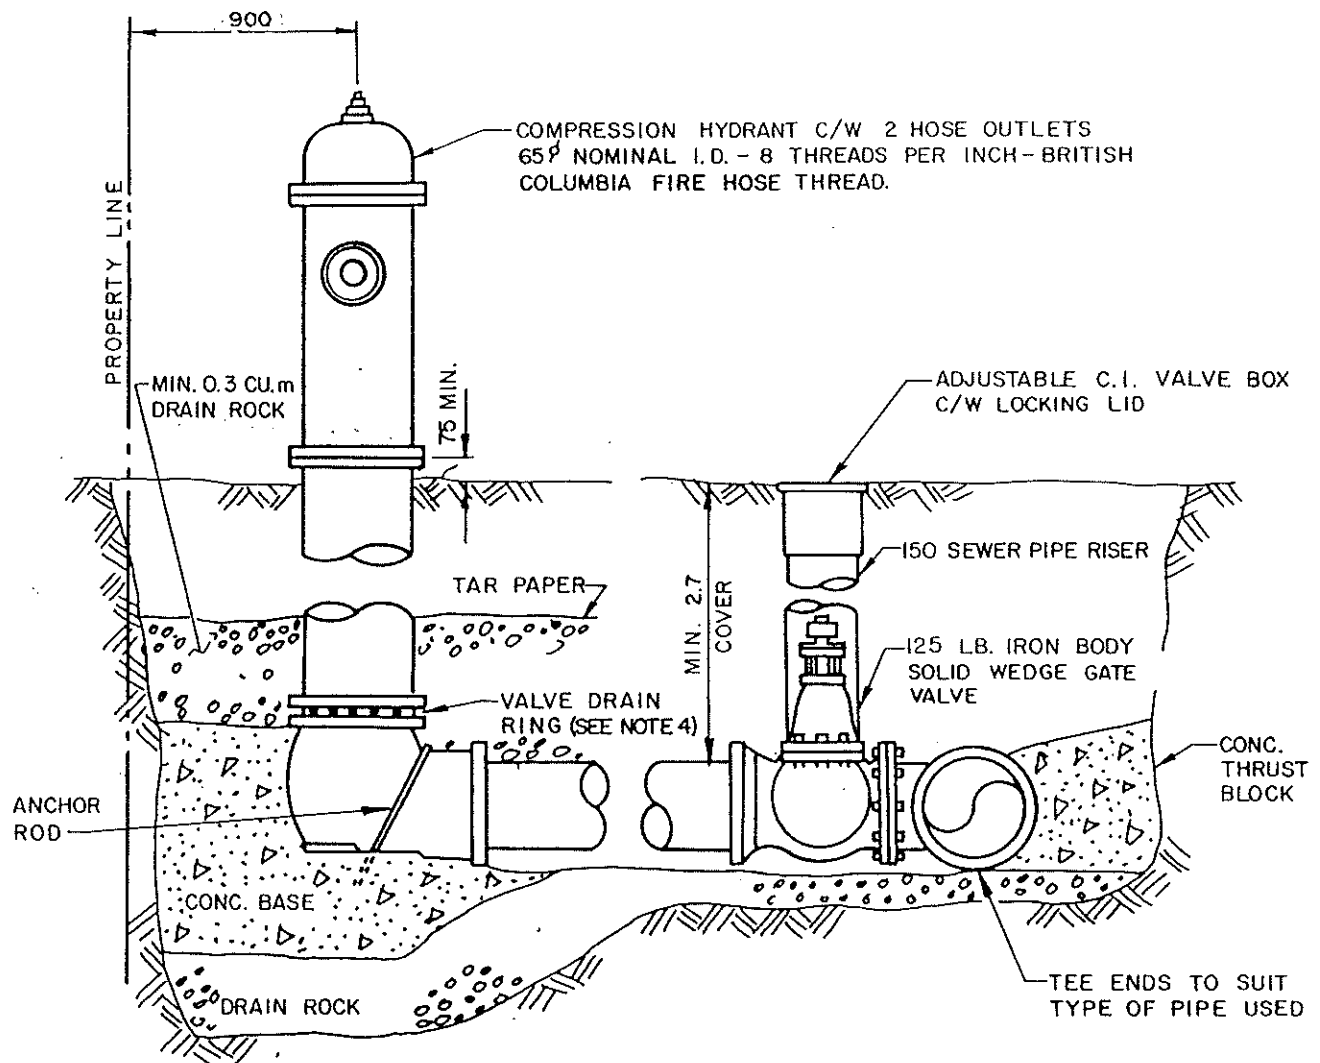 900
COMPRESSION HYDRANT C/W 2 HOSE OUTLETS
65ϕ NOMINAL I.D. - 8 THREADS PER INCH - BRITISH
COLUMBIA FIRE HOSE THREAD.
PROPERTY LINE
MIN. 0.3 CU.m
DRAIN ROCK
75 MIN.
ADJUSTABLE C.I. VALVE BOX
C/W LOCKING LID
150 SEWER PIPE RISER
TAR PAPER
MIN. 2.7
COVER
125 LB. IRON BODY
SOLID WEDGE GATE
VALVE
VALVE DRAIN
RING (SEE NOTE 4)
CONC.
THRUST
BLOCK
ANCHOR
ROD
CONC. BASE
DRAIN ROCK
TEE ENDS TO SUIT
TYPE OF PIPE USED